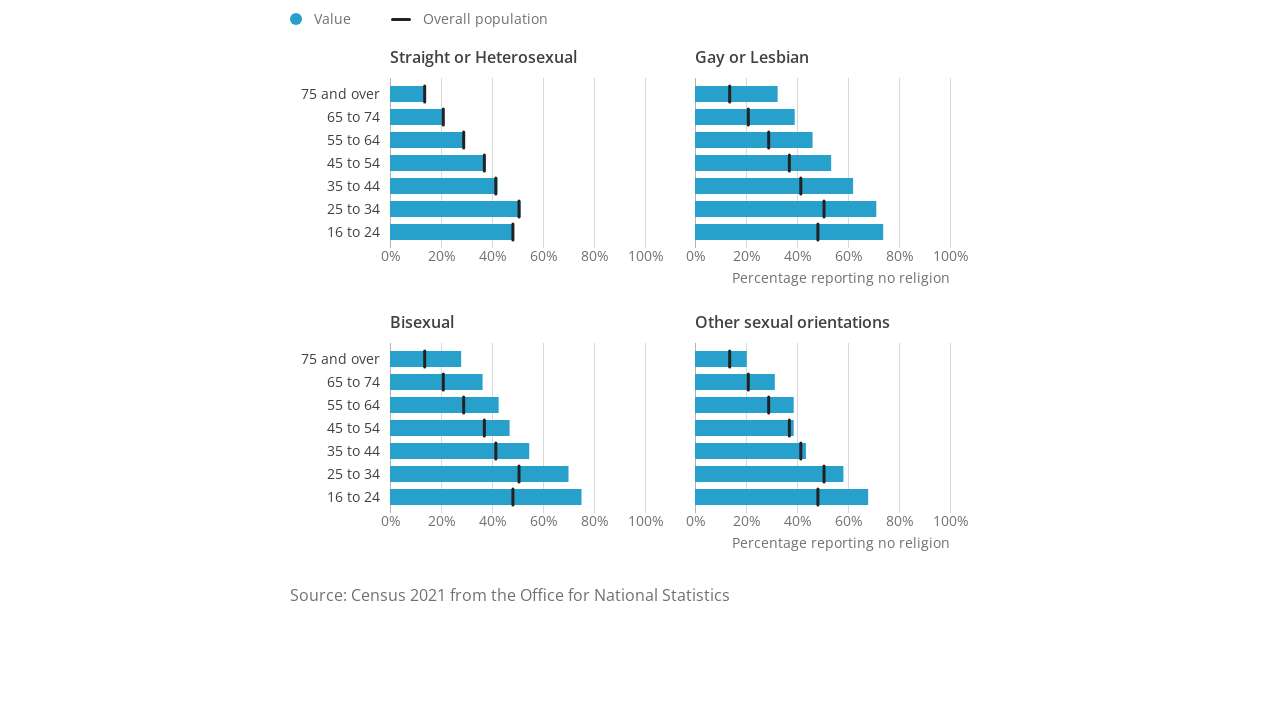 Value Overall population
Straight or Heterosexual Gay or Lesbian
75 and over
65 to 74
55 to 64
45 to 54
35 to 44
25 to 34
16 to 24
0% 20% 40% 60% 80% 100% 0% 20% 40% 60% 80% 100%
Percentage reporting no religion
Bisexual Other sexual orientations
75 and over
65 to 74
55 to 64
45 to 54
35 to 44
25 to 34
16 to 24
0% 20% 40% 60% 80% 100% 0% 20% 40% 60% 80% 100%
Percentage reporting no religion
Source: Census 2021 from the Office for National Statistics